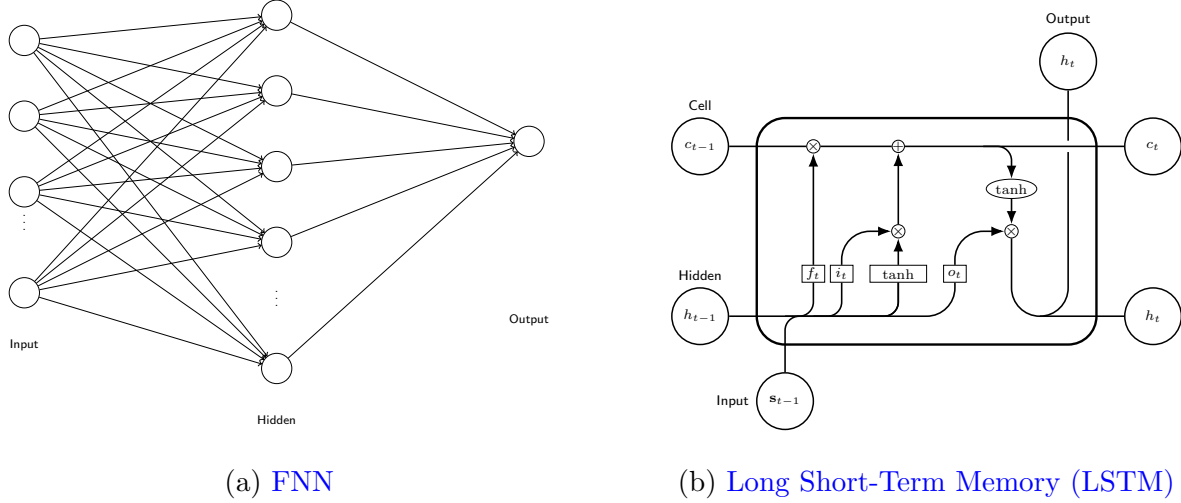 Input
Hidden
Output
(a) FNN
Output
h_t
Cell
c_{t−1}
⊗
⊕
c_t
tanh
⊗
⊗
f_t
i_t
tanh
o_t
Hidden
h_{t−1}
h_t
Input
s_{t−1}
(b) Long Short-Term Memory (LSTM)